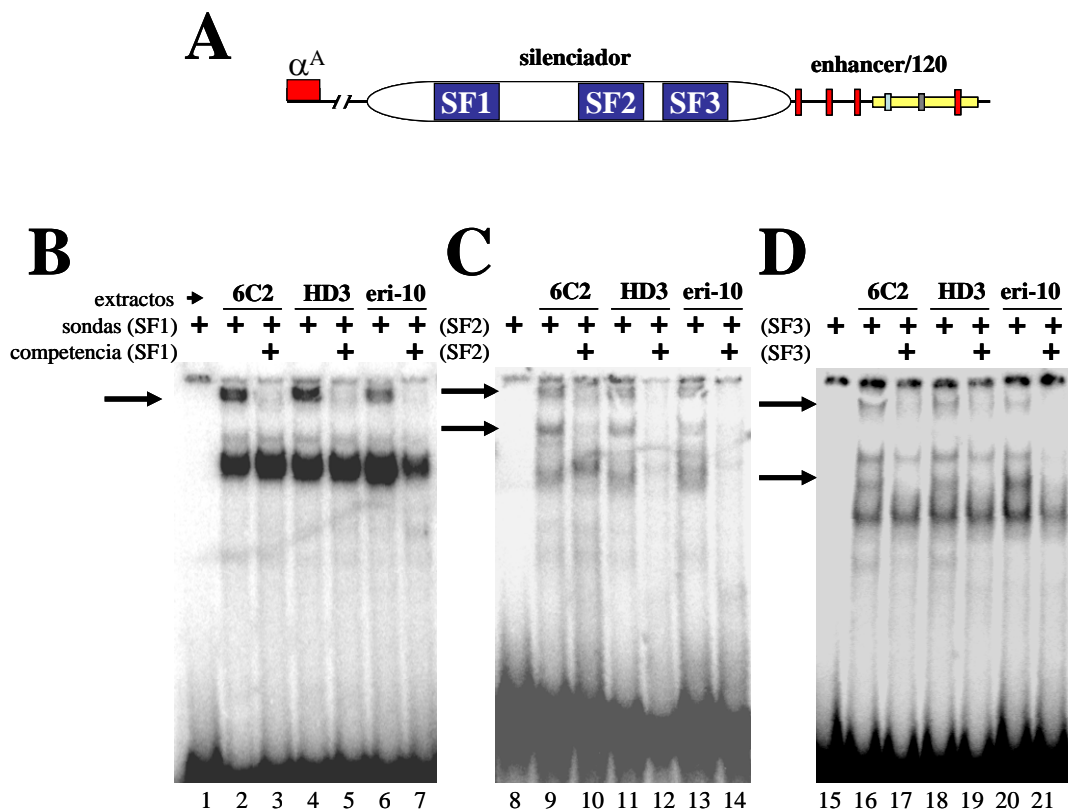 A
αA
silenciador
enhancer/120
SF1
SF2
SF3
B
extractos
6C2
HD3
eri-10
sondas (SF1) + + + + + + +
competencia (SF1) + + +
1 2 3 4 5 6 7
C
6C2
HD3
eri-10
(SF2) + + + + + + +
(SF2) + + +
8 9 10 11 12 13 14
D
6C2
HD3
eri-10
(SF3) + + + + + + +
(SF3) + + +
15 16 17 18 19 20 21